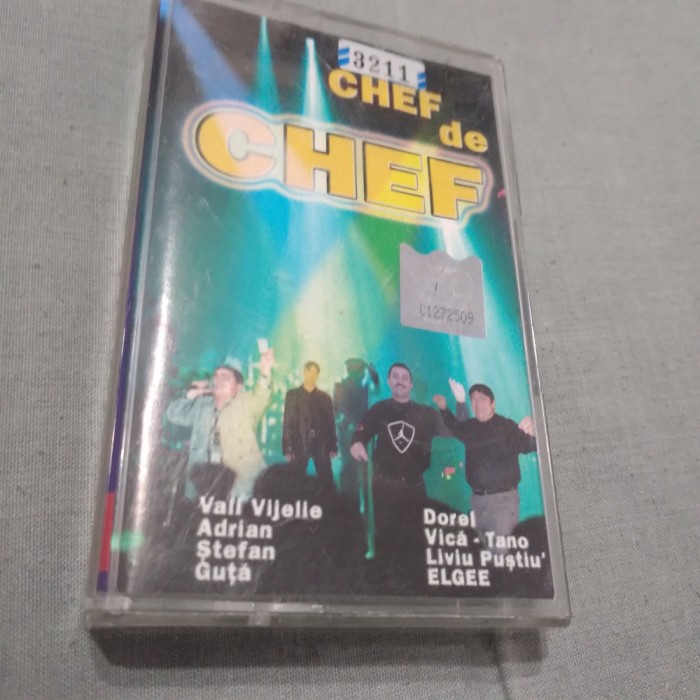 3211
CHEF
de
CHEF
C1272509
Vali Vijelie
Adrian
Ștefan
Guță
Dorel
Vică - Tano
Liviu Puștiu'
ELGEE